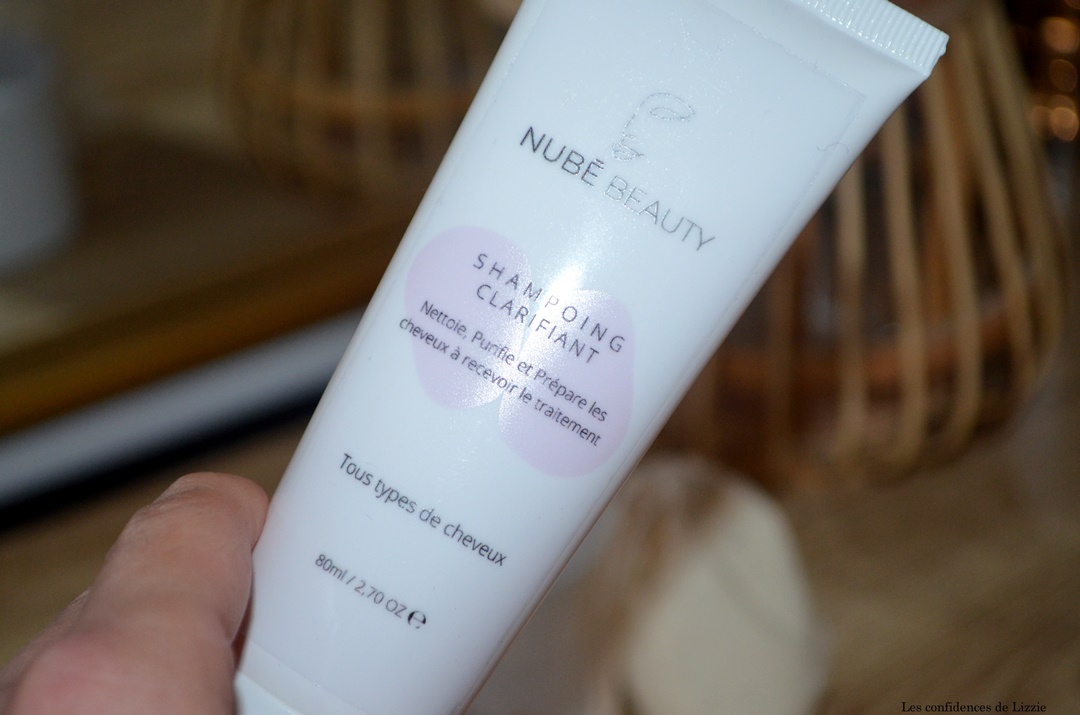 NUBĒ BEAUTY
SHAMPOING
CLARIFIANT
Nettoie, Purifie et Prépare les
cheveux à recevoir le traitement
Tous types de cheveux
80ml / 2,70 OZ ℮
Les confidences de Lizzie